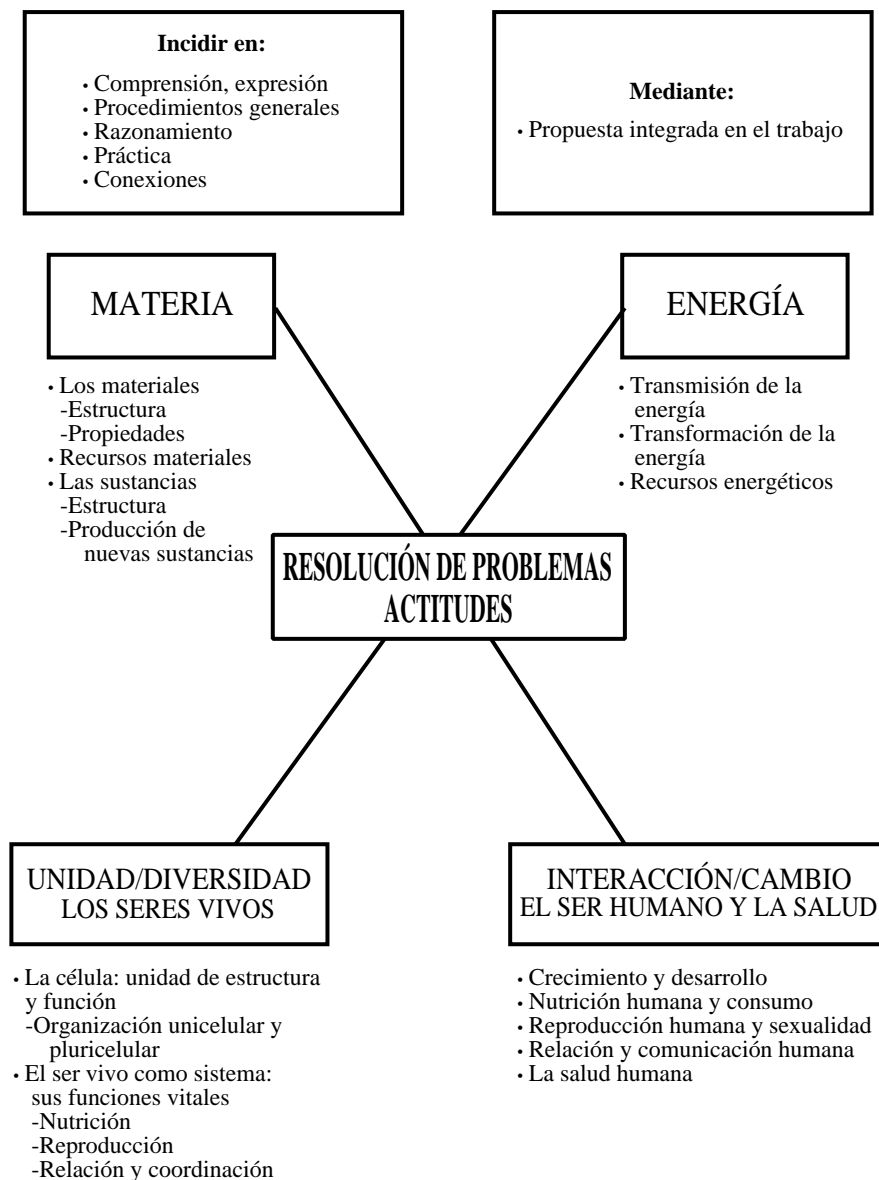 Incidir en:
• Comprensión, expresión
• Procedimientos generales
• Razonamiento
• Práctica
• Conexiones
Mediante:
• Propuesta integrada en el trabajo
MATERIA
• Los materiales
-Estructura
-Propiedades
• Recursos materiales
• Las sustancias
-Estructura
-Producción de
nuevas sustancias
ENERGÍA
• Transmisión de la
energía
• Transformación de la
energía
• Recursos energéticos
RESOLUCIÓN DE PROBLEMAS
ACTITUDES
UNIDAD/DIVERSIDAD
LOS SERES VIVOS
• La célula: unidad de estructura
y función
-Organización unicelular y
pluricelular
• El ser vivo como sistema:
sus funciones vitales
-Nutrición
-Reproducción
-Relación y coordinación
INTERACCIÓN/CAMBIO
EL SER HUMANO Y LA SALUD
• Crecimiento y desarrollo
• Nutrición humana y consumo
• Reproducción humana y sexualidad
• Relación y comunicación humana
• La salud humana